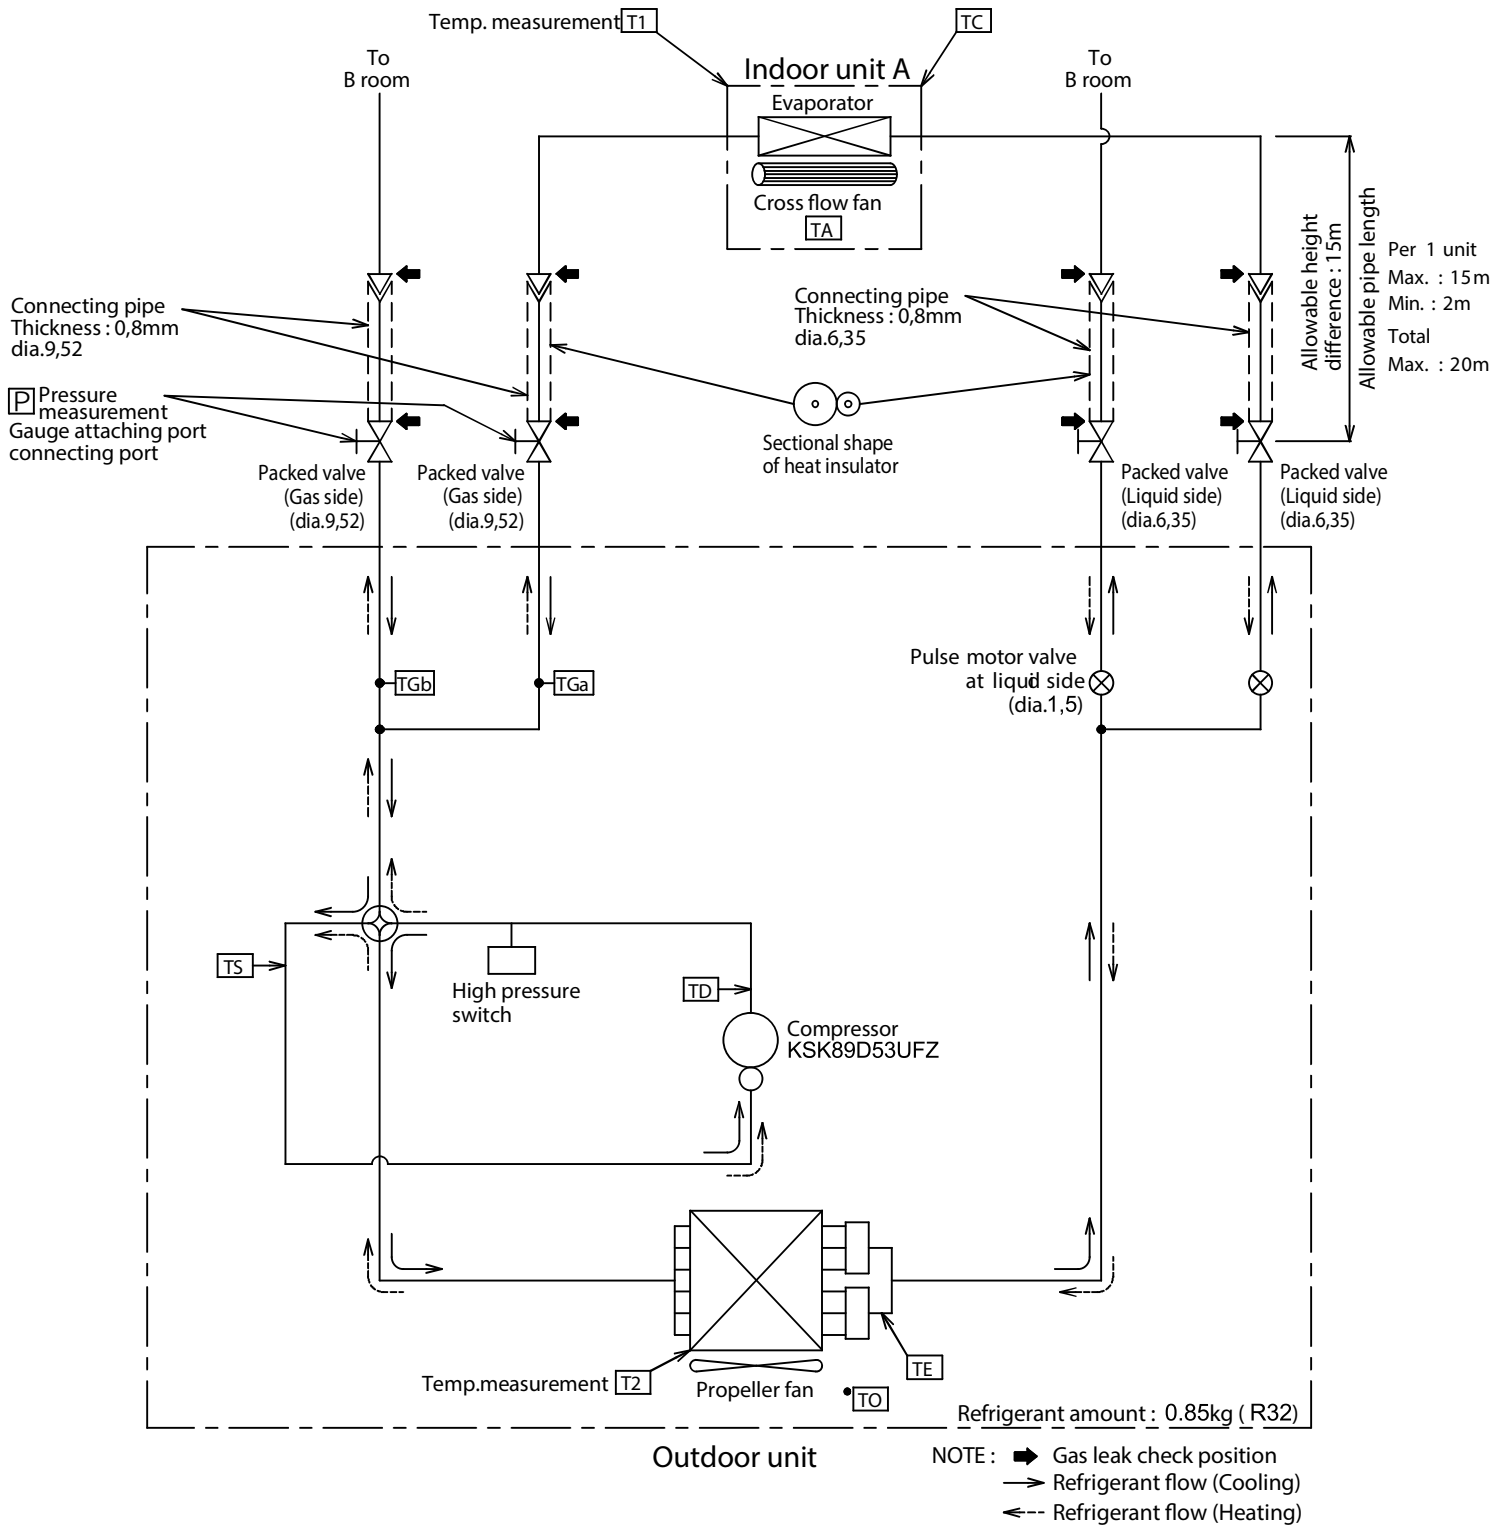 Temp. measurement T1
TC
To
B room
Indoor unit A
Evaporator
To
B room
Cross flow fan
TA
Allowable height
difference : 15m
Allowable pipe length
Per 1 unit
Max. : 15m
Min. : 2m
Total
Max. : 20m
Connecting pipe
Thickness : 0,8mm
dia.9,52
Connecting pipe
Thickness : 0,8mm
dia.6,35
P Pressure
measurement
Gauge attaching port
connecting port
Sectional shape
of heat insulator
Packed valve
(Gas side)
(dia.9,52)
Packed valve
(Gas side)
(dia.9,52)
Packed valve
(Liquid side)
(dia.6,35)
Packed valve
(Liquid side)
(dia.6,35)
TGb
TGa
Pulse motor valve
at liquid side
(dia.1,5)
TS
High pressure
switch
TD
Compressor
KSK89D53UFZ
Temp.measurement T2
Propeller fan
TE
TO
Refrigerant amount : 0.85kg ( R32)
Outdoor unit
NOTE :
Gas leak check position
Refrigerant flow (Cooling)
Refrigerant flow (Heating)